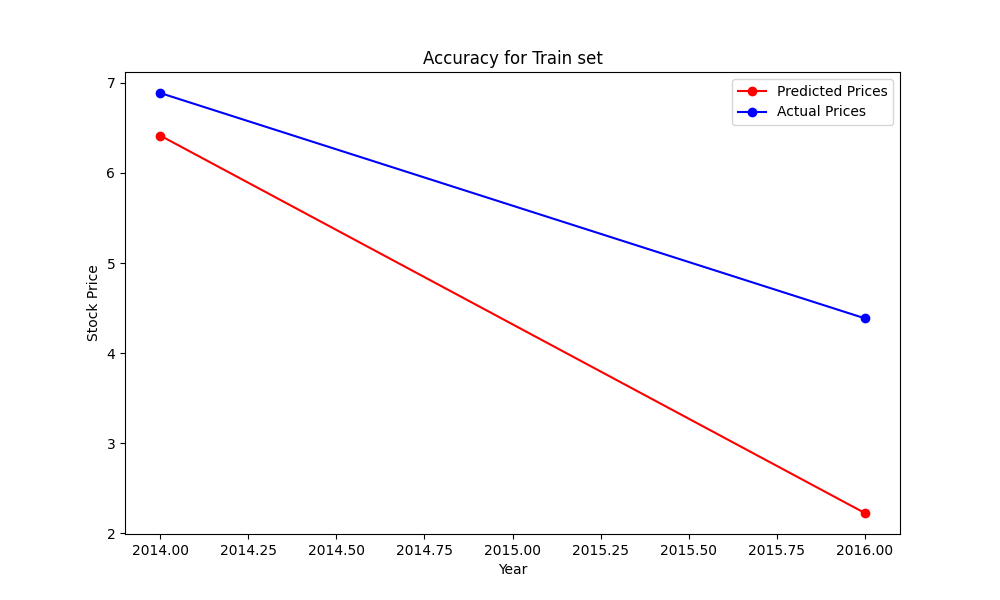 Accuracy for Train set
Predicted Prices
Actual Prices
7
6
5
4
3
2
Stock Price
2014.00 2014.25 2014.50 2014.75 2015.00 2015.25 2015.50 2015.75 2016.00
Year